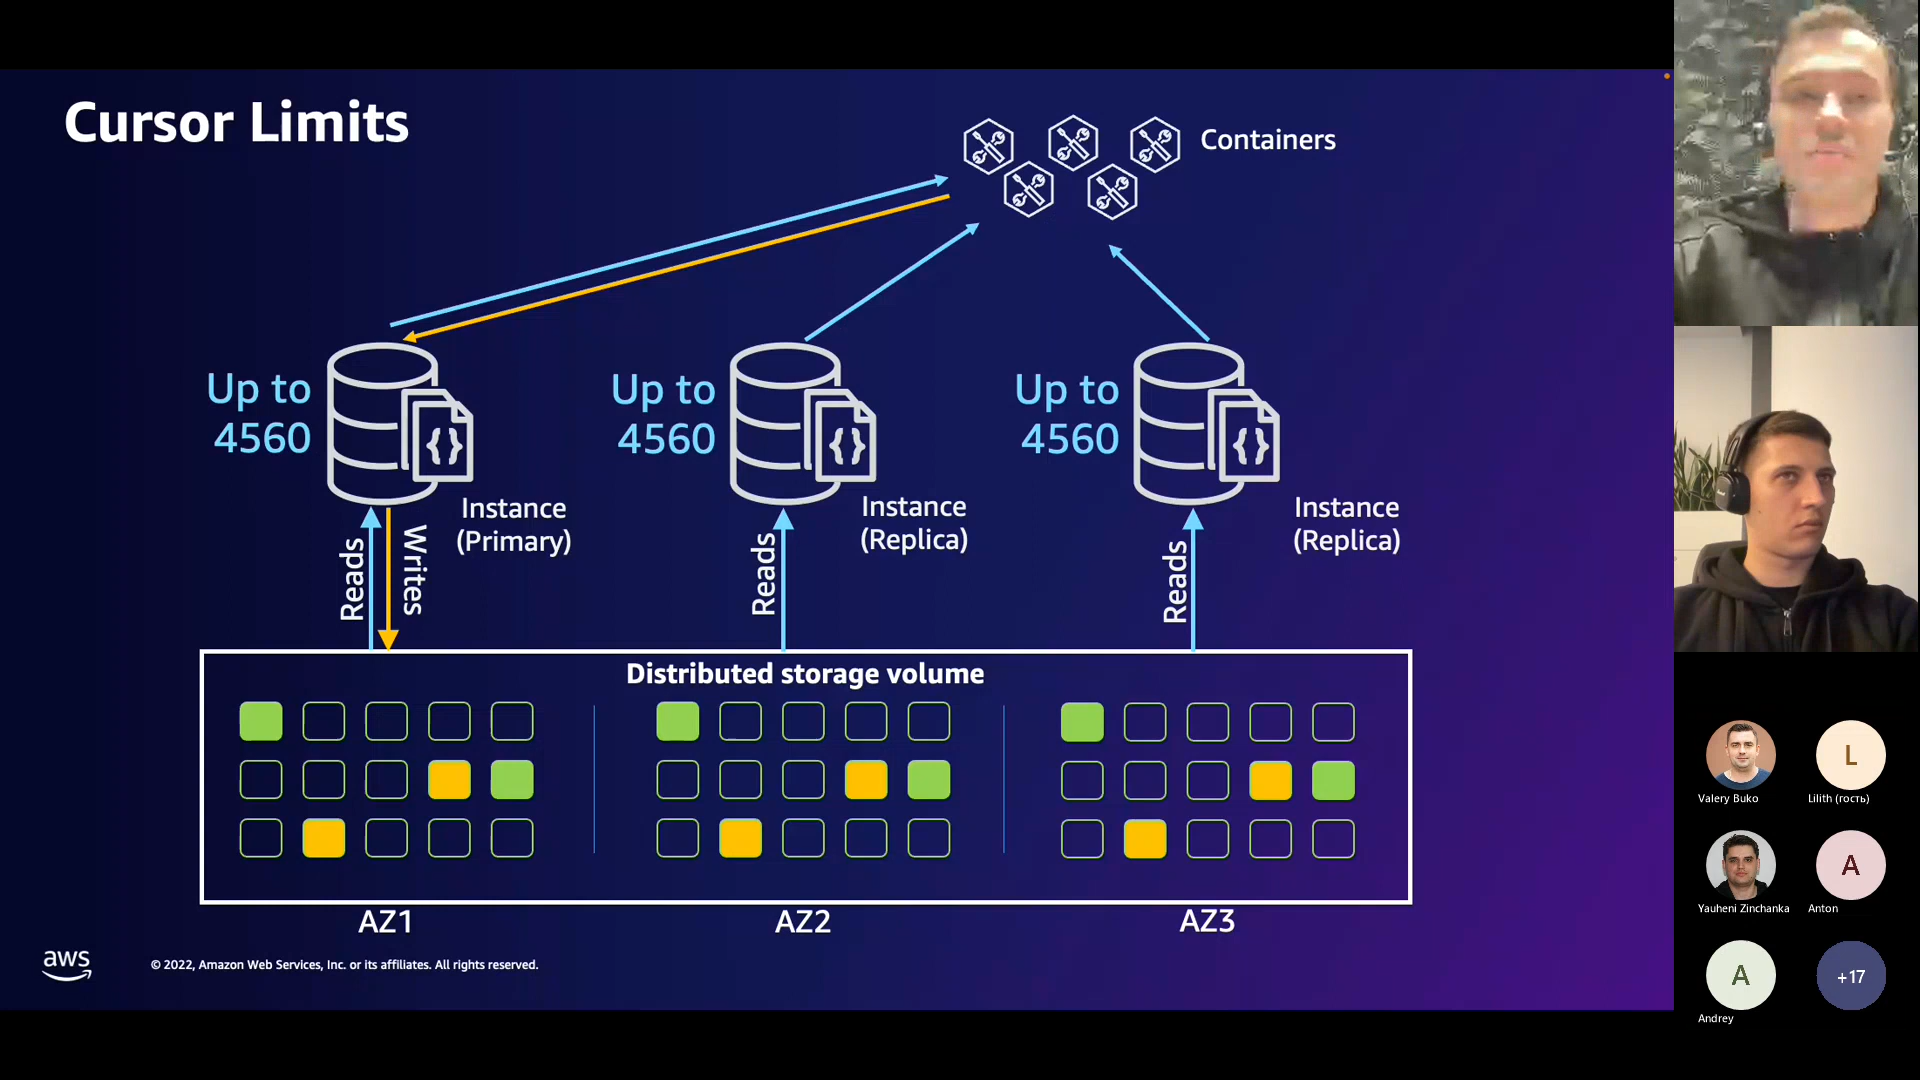 Cursor Limits
Containers
Up to
4560
Up to
4560
Up to
4560
Instance
(Primary)
Instance
(Replica)
Instance
(Replica)
Reads
Writes
Reads
Reads
Distributed storage volume
AZ1
AZ2
AZ3
aws
© 2022, Amazon Web Services, Inc. or its affiliates. All rights reserved.
L
Valery Buko
Lilith (гость)
A
Yauheni Zinchanka
Anton
A
+17
Andrey